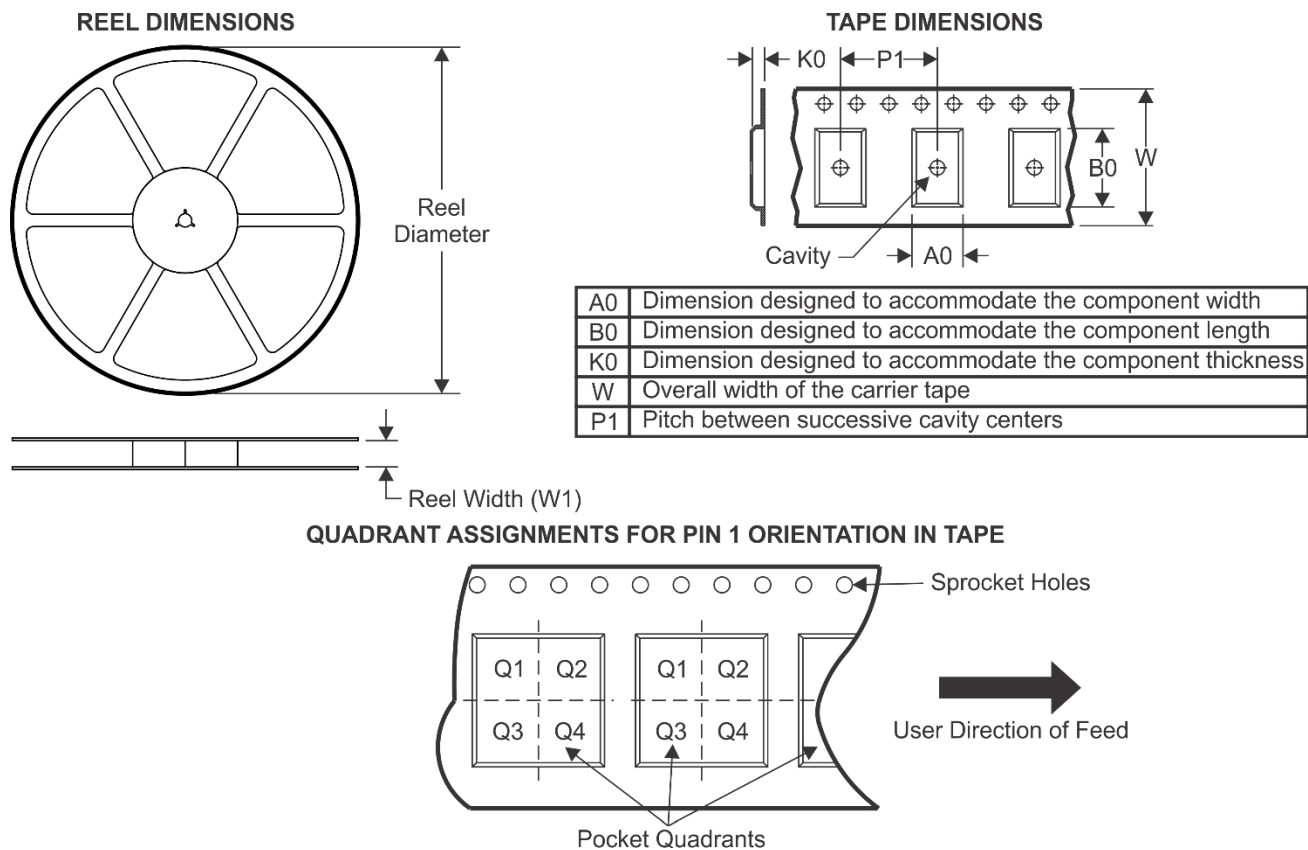 REEL DIMENSIONS
Reel
Diameter
Reel Width (W1)
TAPE DIMENSIONS
K0
P1
B0
W
Cavity
A0
A0 Dimension designed to accommodate the component width
B0 Dimension designed to accommodate the component length
K0 Dimension designed to accommodate the component thickness
W Overall width of the carrier tape
P1 Pitch between successive cavity centers
QUADRANT ASSIGNMENTS FOR PIN 1 ORIENTATION IN TAPE
Sprocket Holes
Q1 Q2 Q1 Q2
Q3 Q4 Q3 Q4
User Direction of Feed
Pocket Quadrants